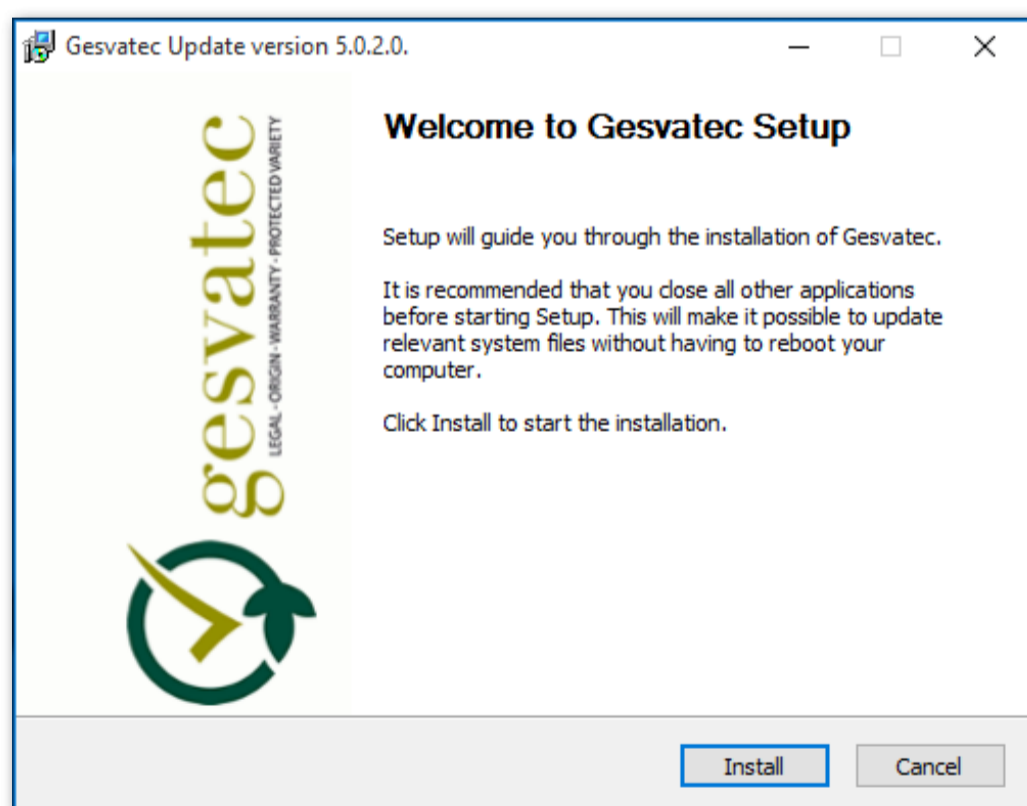 Gesvatec Update version 5.0.2.0.
gesvatec
LEGAL - ORIGIN - WARRANTY - PROTECTED VARIETY
Welcome to Gesvatec Setup
Setup will guide you through the installation of Gesvatec.
It is recommended that you close all other applications
before starting Setup. This will make it possible to update
relevant system files without having to reboot your
computer.
Click Install to start the installation.
Install
Cancel